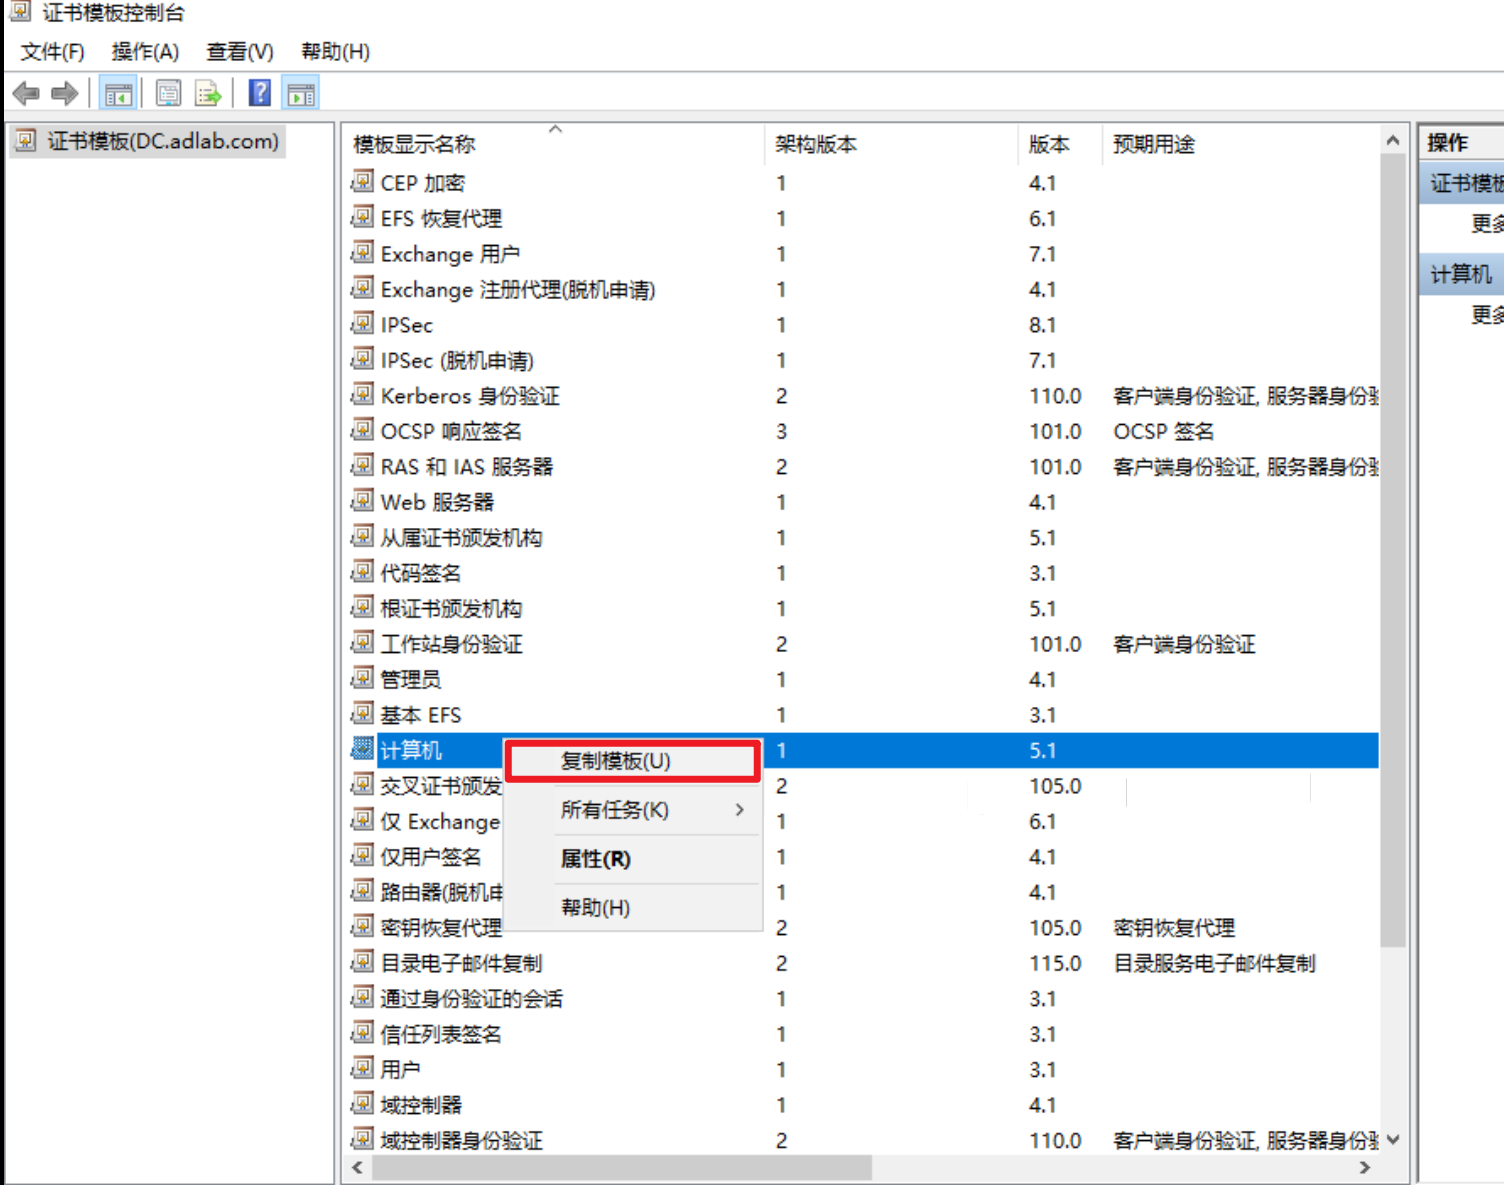 证书模板控制台
文件(F) 操作(A) 查看(V) 帮助(H)
证书模板(DC.adlab.com)
模板显示名称 架构版本 版本 预期用途
CEP 加密 1 4.1
EFS 恢复代理 1 6.1
Exchange 用户 1 7.1
Exchange 注册代理(脱机申请) 1 4.1
IPSec 1 8.1
IPSec (脱机申请) 1 7.1
Kerberos 身份验证 2 110.0 客户端身份验证, 服务器身份验
OCSP 响应签名 3 101.0 OCSP 签名
RAS 和 IAS 服务器 2 101.0 客户端身份验证, 服务器身份验
Web 服务器 1 4.1
从属证书颁发机构 1 5.1
代码签名 1 3.1
根证书颁发机构 1 5.1
工作站身份验证 2 101.0 客户端身份验证
管理员 1 4.1
基本 EFS 1 3.1
计算机 1 5.1
交叉证书颁发 2 105.0
仅 Exchange 1 6.1
仅用户签名 1 4.1
路由器(脱机申 1 4.1
密钥恢复代理 2 105.0 密钥恢复代理
目录电子邮件复制 2 115.0 目录服务电子邮件复制
通过身份验证的会话 1 3.1
信任列表签名 1 3.1
用户 1 3.1
域控制器 1 4.1
域控制器身份验证 2 110.0 客户端身份验证, 服务器身份验
复制模板(U)
所有任务(K)
属性(R)
帮助(H)
操作
证书模板
更多
计算机
更多